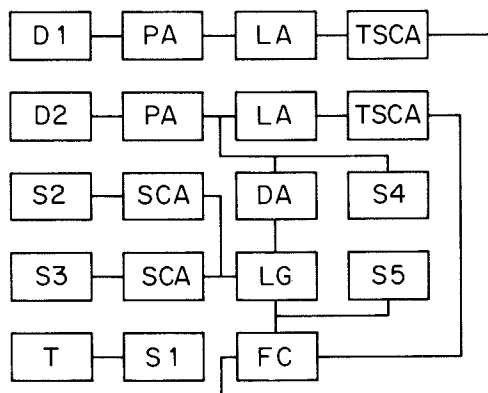 D1 PA LA TSCA
D2 PA LA TSCA
S2 SCA DA S4
S3 SCA LG S5
T S1 FC